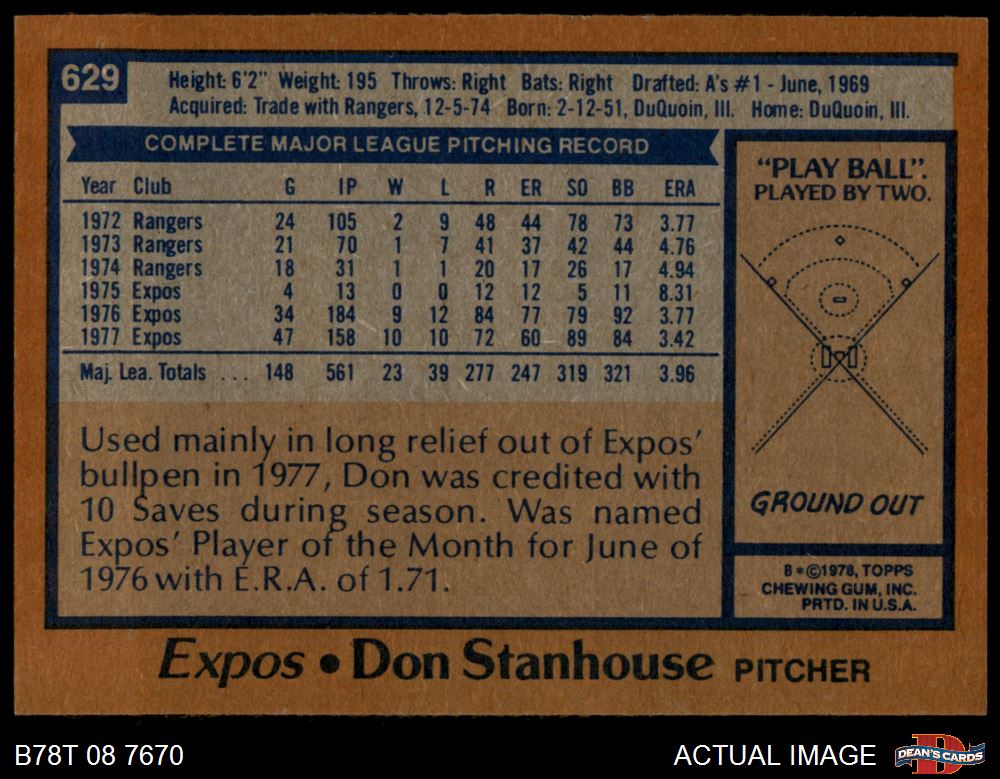 629
Height: 6'2" Weight: 195 Throws: Right Bats: Right Drafted: A's #1 - June, 1969
Acquired: Trade with Rangers, 12-5-74 Born: 2-12-51, DuQuoin, Ill. Home: DuQuoin, Ill.
COMPLETE MAJOR LEAGUE PITCHING RECORD
Year Club G IP W L R ER SO BB ERA
1972 Rangers 24 105 2 9 48 44 78 73 3.77
1973 Rangers 21 70 1 7 41 37 42 44 4.76
1974 Rangers 18 31 1 1 20 17 26 17 4.94
1975 Expos 4 13 0 0 12 12 5 11 8.31
1976 Expos 34 184 9 12 84 77 79 92 3.77
1977 Expos 47 158 10 10 72 60 89 84 3.42
Maj. Lea. Totals ... 148 561 23 39 277 247 319 321 3.96
Used mainly in long relief out of Expos'
bullpen in 1977, Don was credited with
10 Saves during season. Was named
Expos' Player of the Month for June of
1976 with E.R.A. of 1.71.
"PLAY BALL".
PLAYED BY TWO.
GROUND OUT
B*©1978, TOPPS
CHEWING GUM, INC.
PRTD. IN U.S.A.
Expos • Don Stanhouse PITCHER
B78T 08 7670
ACTUAL IMAGE
DEAN'S CARDS